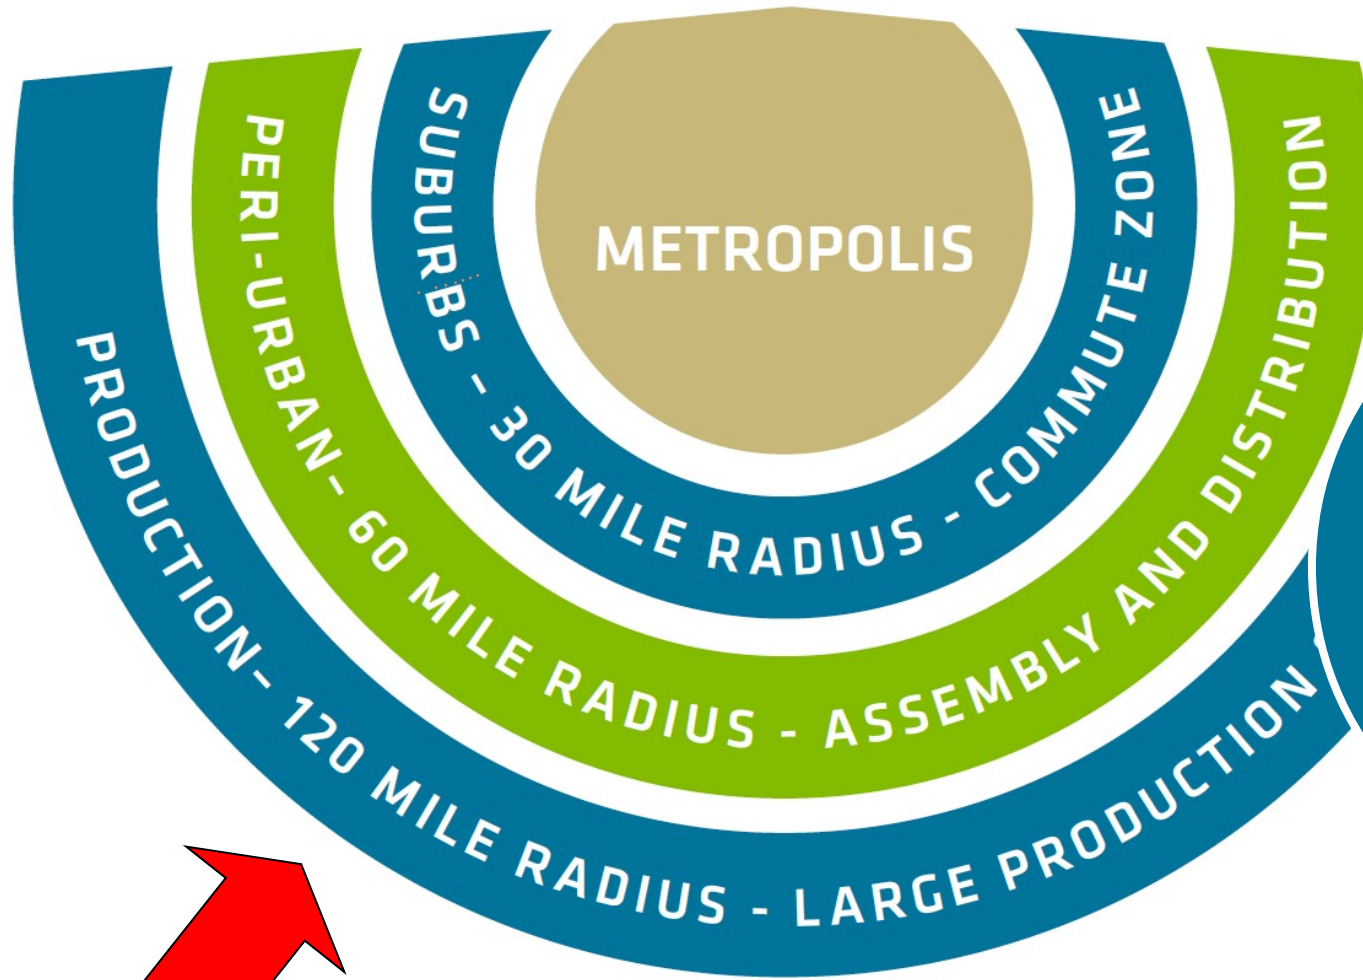 METROPOLIS
SUBURBS – 30 MILE RADIUS - COMMUTE ZONE
PERI-URBAN– 60 MILE RADIUS - ASSEMBLY AND DISTRIBUTION
PRODUCTION– 120 MILE RADIUS - LARGE PRODUCTION